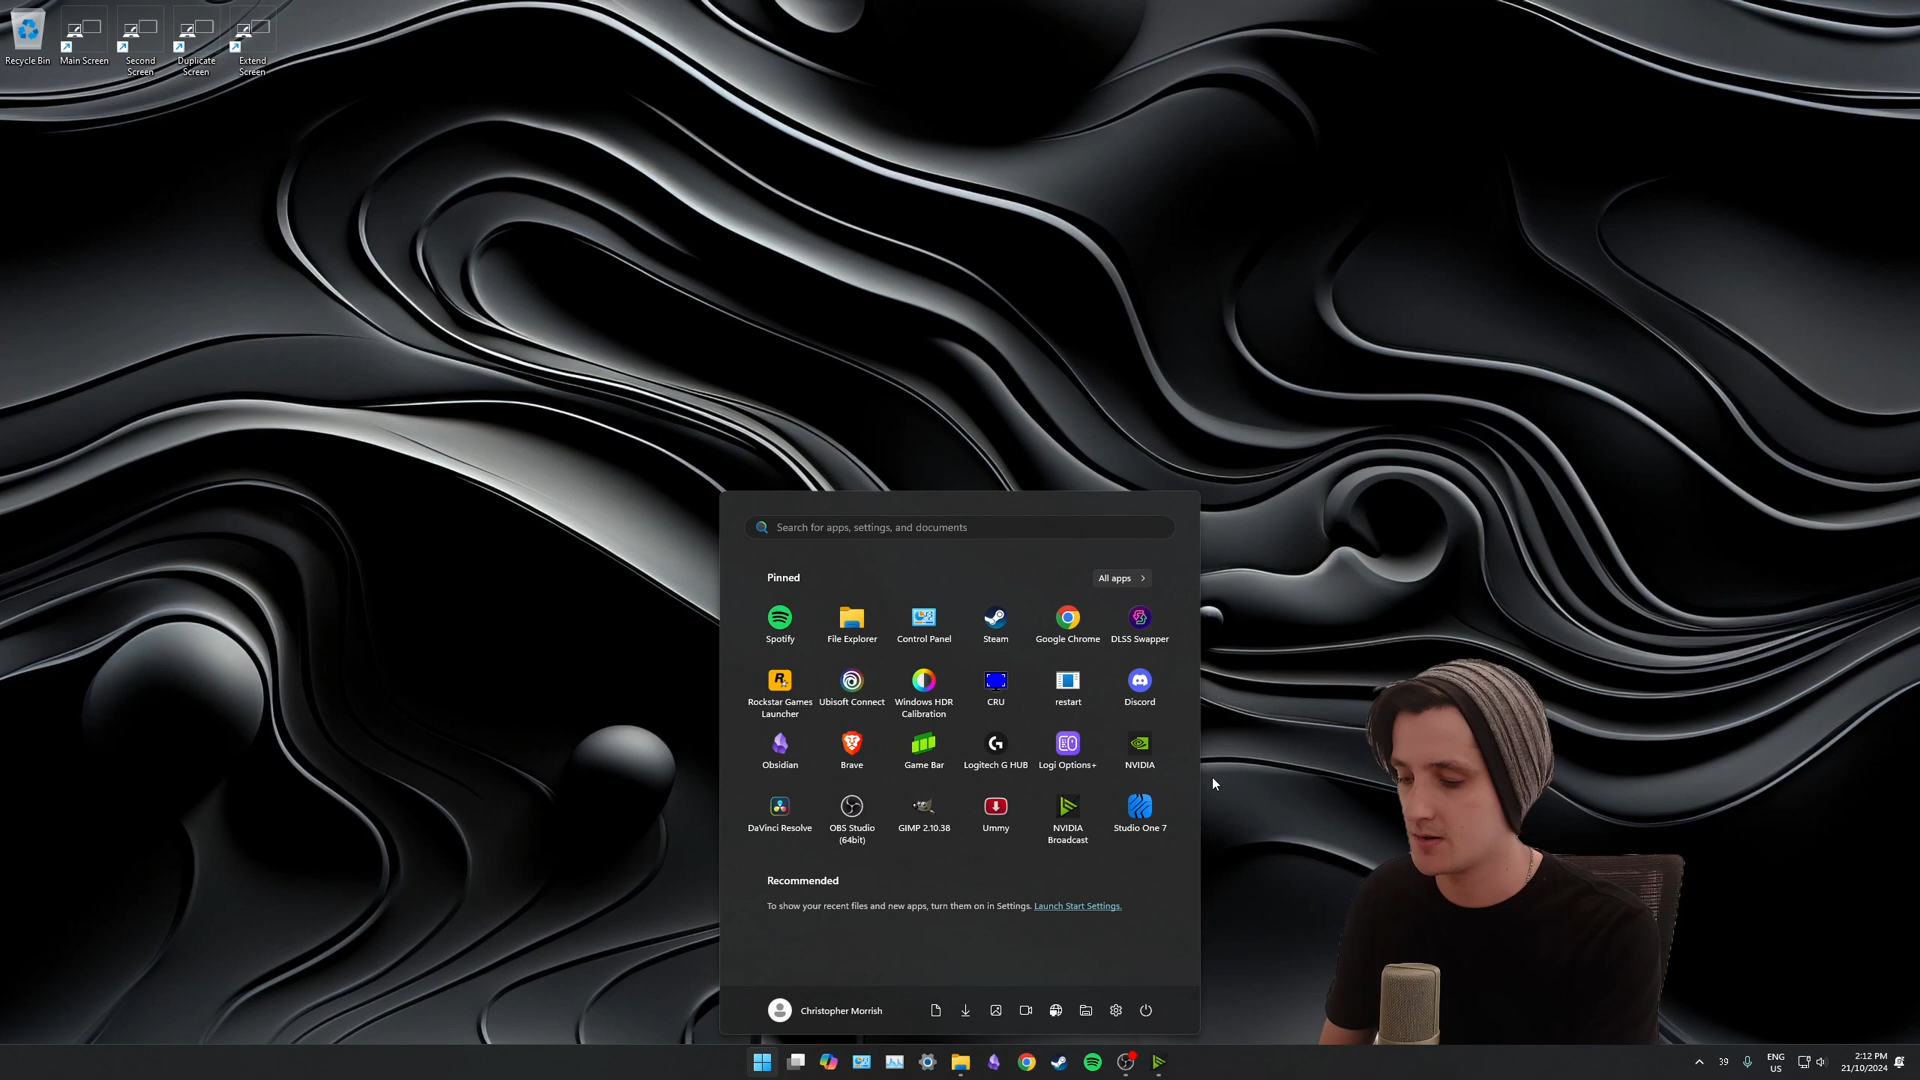 Recycle Bin
Main Screen
Second
Screen
Duplicate
Screen
Extend
Screen
Search for apps, settings, and documents
Pinned
All apps
Spotify
File Explorer
Control Panel
Steam
Google Chrome
DLSS Swapper
Rockstar Games
Launcher
Ubisoft Connect
Windows HDR
Calibration
CRU
restart
Discord
Obsidian
Brave
Game Bar
Logitech G HUB
Logi Options+
NVIDIA
DaVinci Resolve
OBS Studio
(64bit)
GIMP 2.10.38
Ummy
NVIDIA
Broadcast
Studio One 7
Recommended
To show your recent files and new apps, turn them on in Settings. Launch Start Settings.
Christopher Morrish
39
ENG
US
2:12 PM
21/10/2024